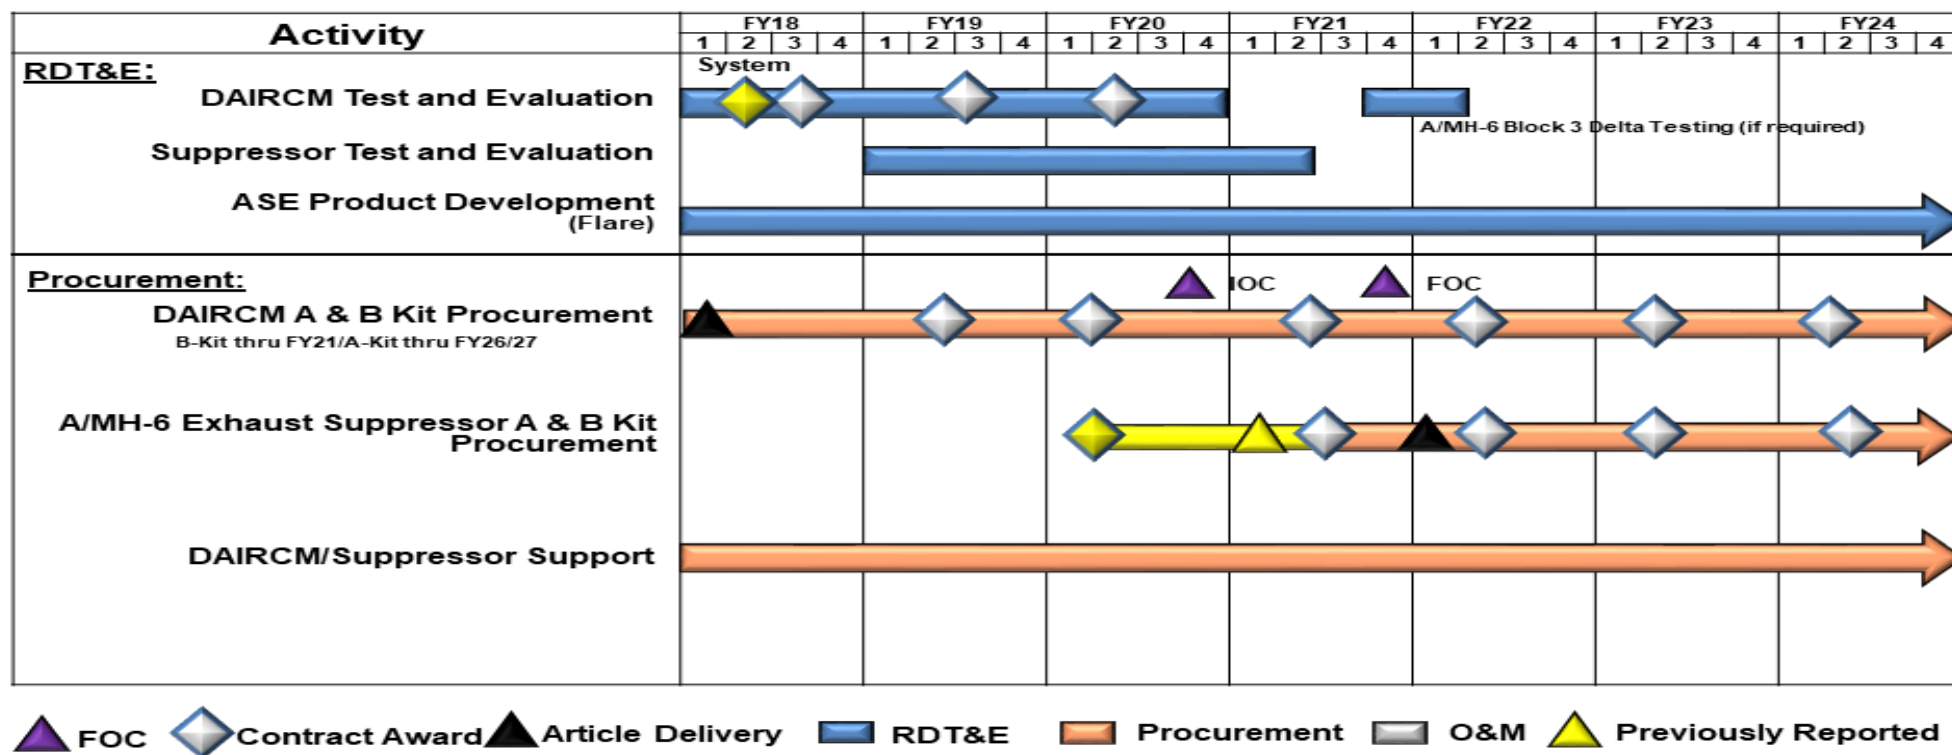 Activity
FY18 FY19 FY20 FY21 FY22 FY23 FY24
1 2 3 4 1 2 3 4 1 2 3 4 1 2 3 4 1 2 3 4 1 2 3 4 1 2 3 4
RDT&E:
System
DAIRCM Test and Evaluation
A/MH-6 Block 3 Delta Testing (if required)
Suppressor Test and Evaluation
ASE Product Development
(Flare)
Procurement:
IOC FOC
DAIRCM A & B Kit Procurement
B-Kit thru FY21/A-Kit thru FY26/27
A/MH-6 Exhaust Suppressor A & B Kit
Procurement
DAIRCM/Suppressor Support
FOC Contract Award Article Delivery RDT&E Procurement O&M Previously Reported